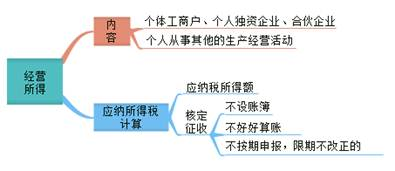 经营
所得
内
容
个体工商户、个人独资企业、合伙企业
个人从事其他的生产经营活动
应纳所得税
计算
应纳税所得额
核定
征收
不设账簿
不好好算账
不按期申报，限期不改正的